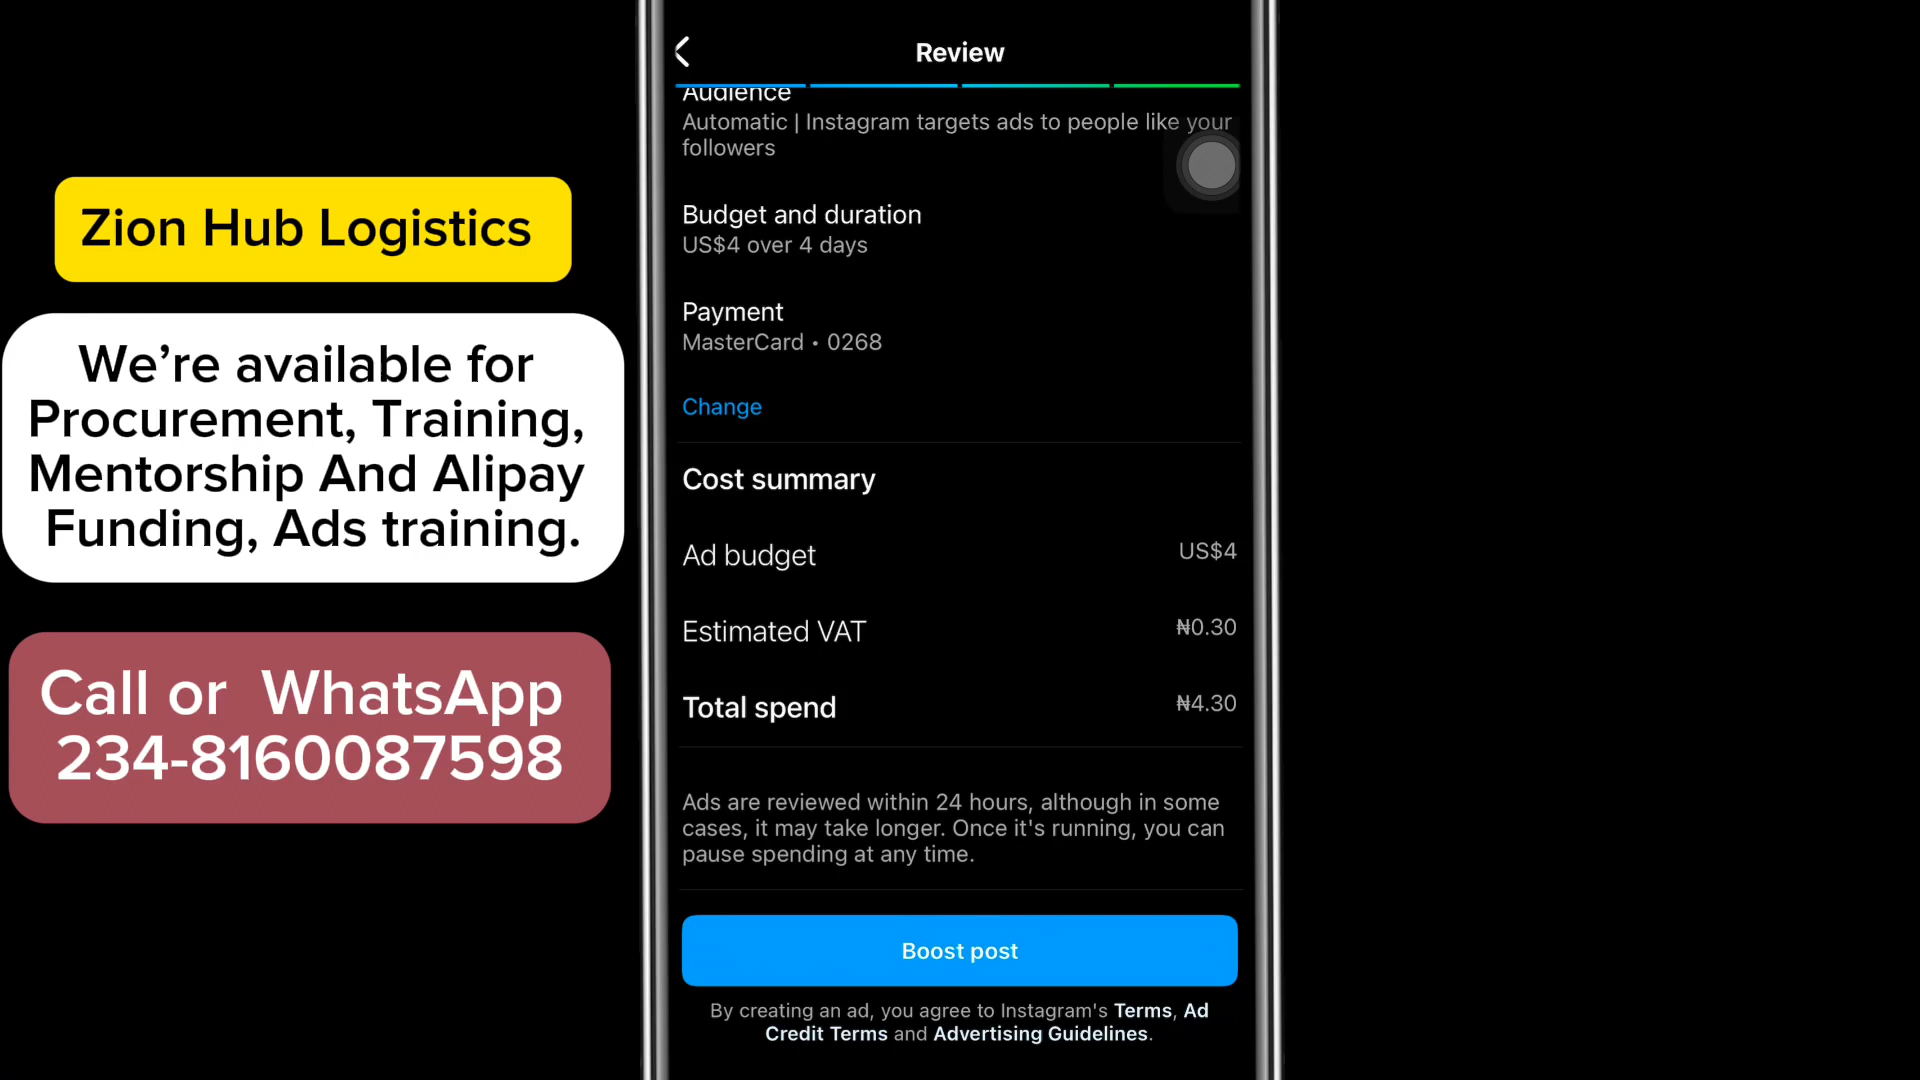 Zion Hub Logistics
We’re available for
Procurement, Training,
Mentorship And Alipay
Funding, Ads training.
Call or WhatsApp
234-8160087598
Review
Audience
Automatic | Instagram targets ads to people like your
followers
Budget and duration
US$4 over 4 days
Payment
MasterCard • 0268
Change
Cost summary
Ad budget
US$4
Estimated VAT
₦0.30
Total spend
₦4.30
Ads are reviewed within 24 hours, although in some
cases, it may take longer. Once it's running, you can
pause spending at any time.
Boost post
By creating an ad, you agree to Instagram's Terms, Ad
Credit Terms and Advertising Guidelines.